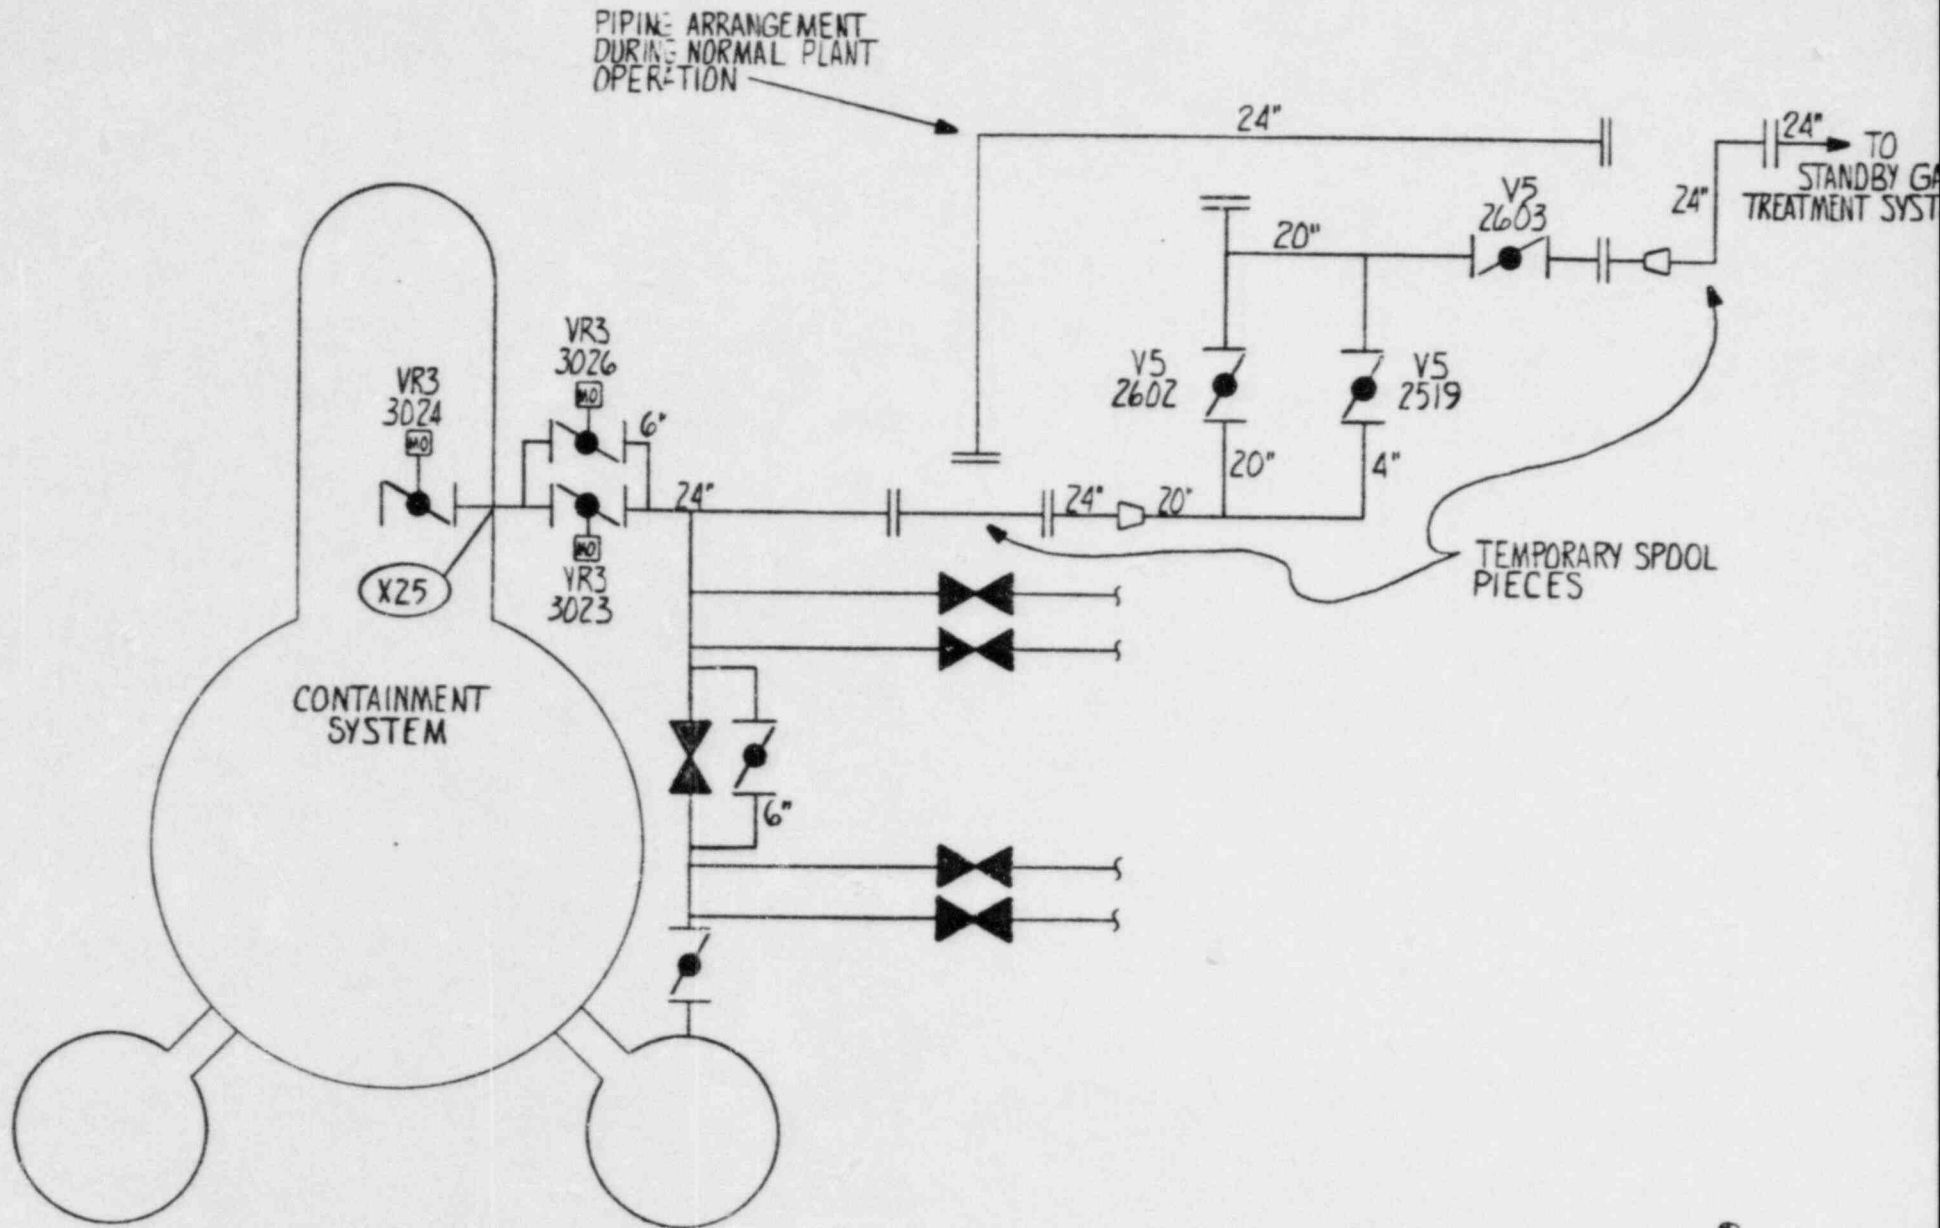 PIPING ARRANGEMENT
DURING NORMAL PLANT
OPERATION
24"
24"
TO
STANDBY GA
TREATMENT SYST
24"
V5
2603
20"
V5
2602
V5
2519
20"
4"
VR3
3026
MO
6"
VR3
3024
MO
24"
24"
20"
MO
VR3
3023
X25
TEMPORARY SPOOL
PIECES
CONTAINMENT
SYSTEM
6"